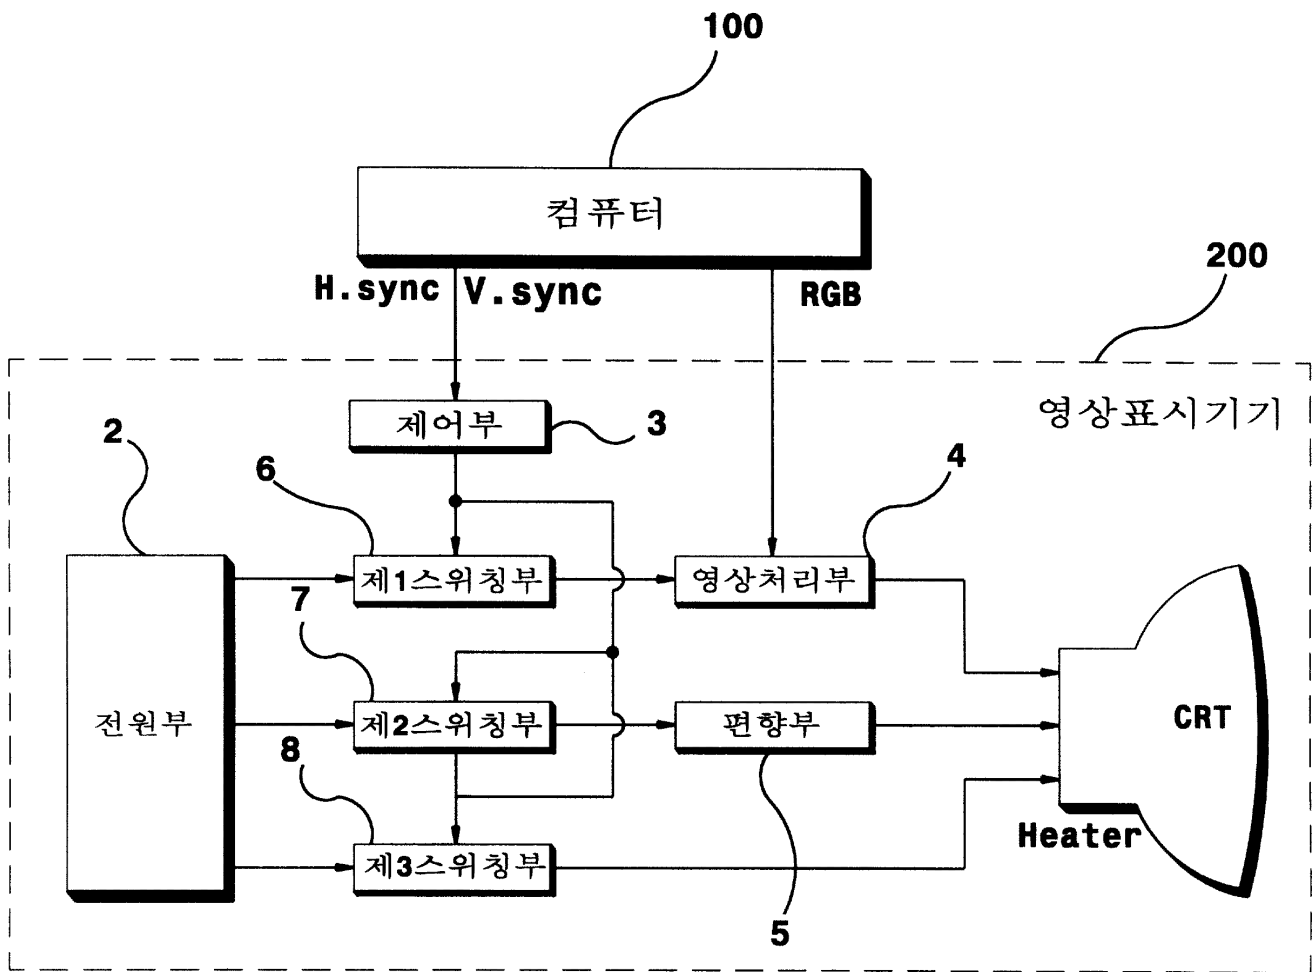 100
컴퓨터
H.sync V.sync
RGB
200
영상표시기기
제어부
3
2
6
4
제1스위칭부
영상처리부
7
전원부
제2스위칭부
편향부
CRT
8
Heater
제3스위칭부
5